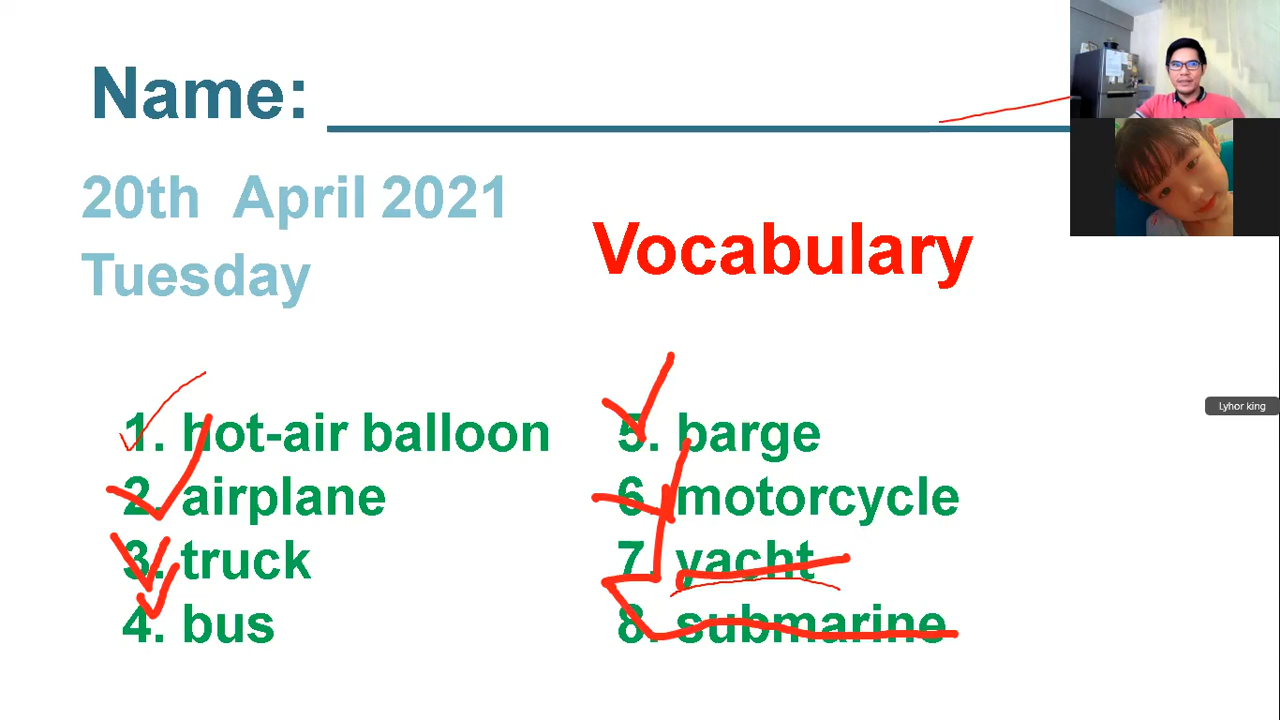 Name:
20th April 2021
Tuesday
Vocabulary
1. hot-air balloon
2. airplane
3. truck
4. bus
5. barge
6. motorcycle
7. yacht
8. submarine
Lyhor king